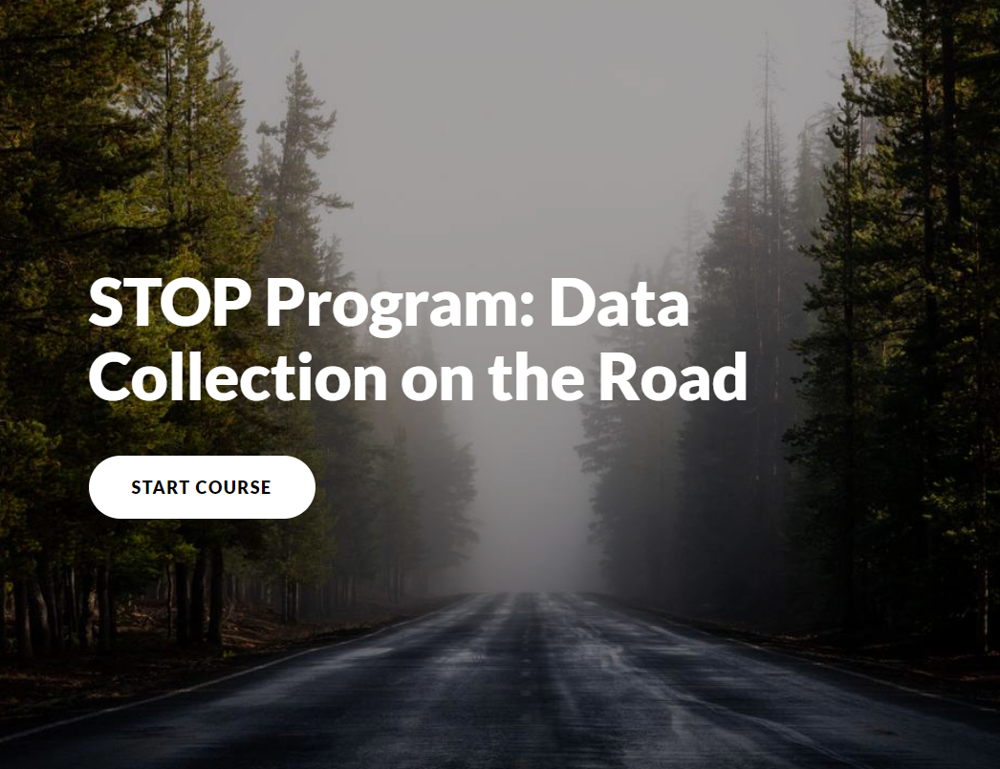 STOP Program: Data
Collection on the Road
START COURSE